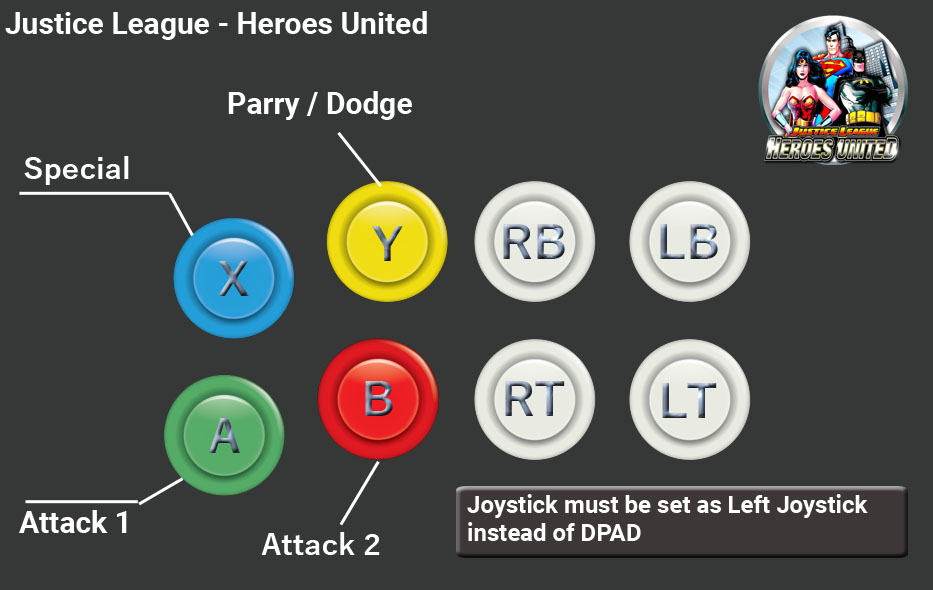 Justice League - Heroes United
JUSTICE LEAGUE
HEROES UNITED
Parry / Dodge
Special
X
Y
RB
LB
A
B
RT
LT
Attack 1
Attack 2
Joystick must be set as Left Joystick
instead of DPAD